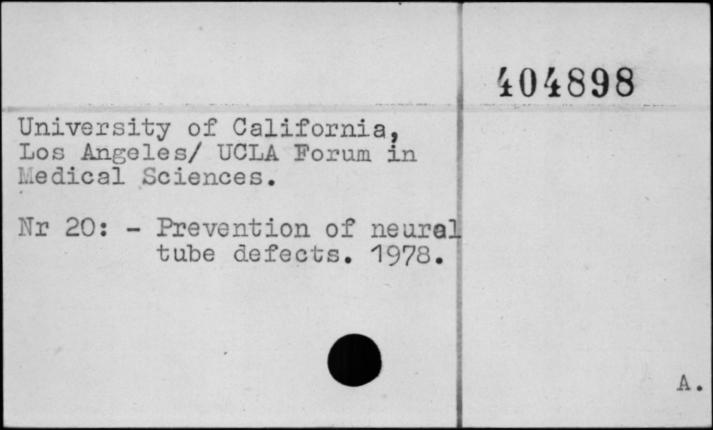 404898
University of California,
Los Angeles/ UCLA Forum in
Medical Sciences.
Nr 20: - Prevention of neural
tube defects. 1978.
A.